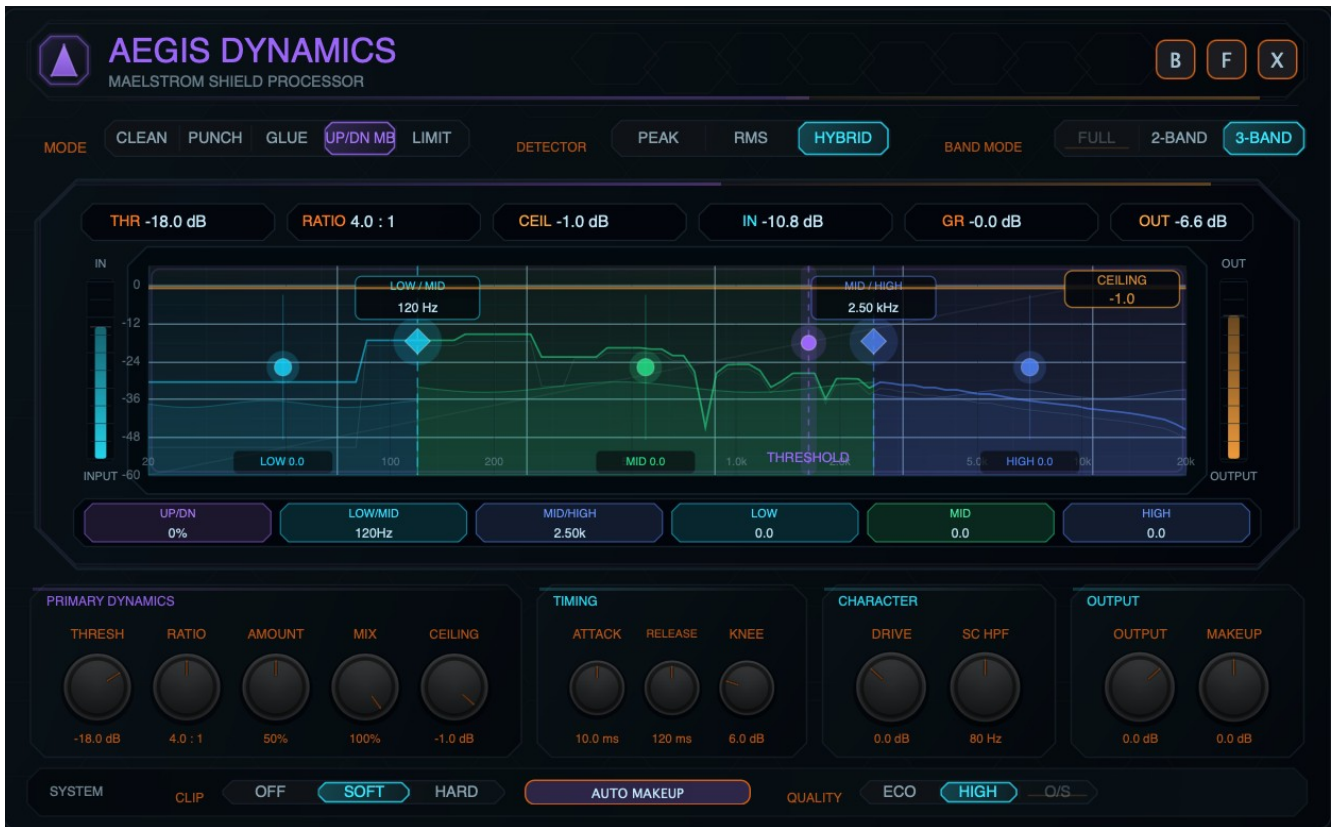 AEGIS DYNAMICS
MAELSTROM SHIELD PROCESSOR
B F X
MODE CLEAN PUNCH GLUE UP/DN MB LIMIT DETECTOR PEAK RMS HYBRID BAND MODE FULL 2-BAND 3-BAND
THR -18.0 dB RATIO 4.0 : 1 CEIL -1.0 dB IN -10.8 dB GR -0.0 dB OUT -6.6 dB
IN OUT
0 LOW / MID MID / HIGH CEILING
120 Hz 2.50 kHz -1.0
-12
-24
-36
-48
20 LOW 0.0 100 200 MID 0.0 1.0k THRESHOLD 5.0k HIGH 0.0 10k 20k
INPUT -60 OUTPUT
UP/DN LOW/MID MID/HIGH LOW MID HIGH
0% 120Hz 2.50k 0.0 0.0 0.0
PRIMARY DYNAMICS TIMING CHARACTER OUTPUT
THRESH RATIO AMOUNT MIX CEILING ATTACK RELEASE KNEE DRIVE SC HPF OUTPUT MAKEUP
-18.0 dB 4.0 : 1 50% 100% -1.0 dB 10.0 ms 120 ms 6.0 dB 0.0 dB 80 Hz 0.0 dB 0.0 dB
SYSTEM CLIP OFF SOFT HARD AUTO MAKEUP QUALITY ECO HIGH O/S